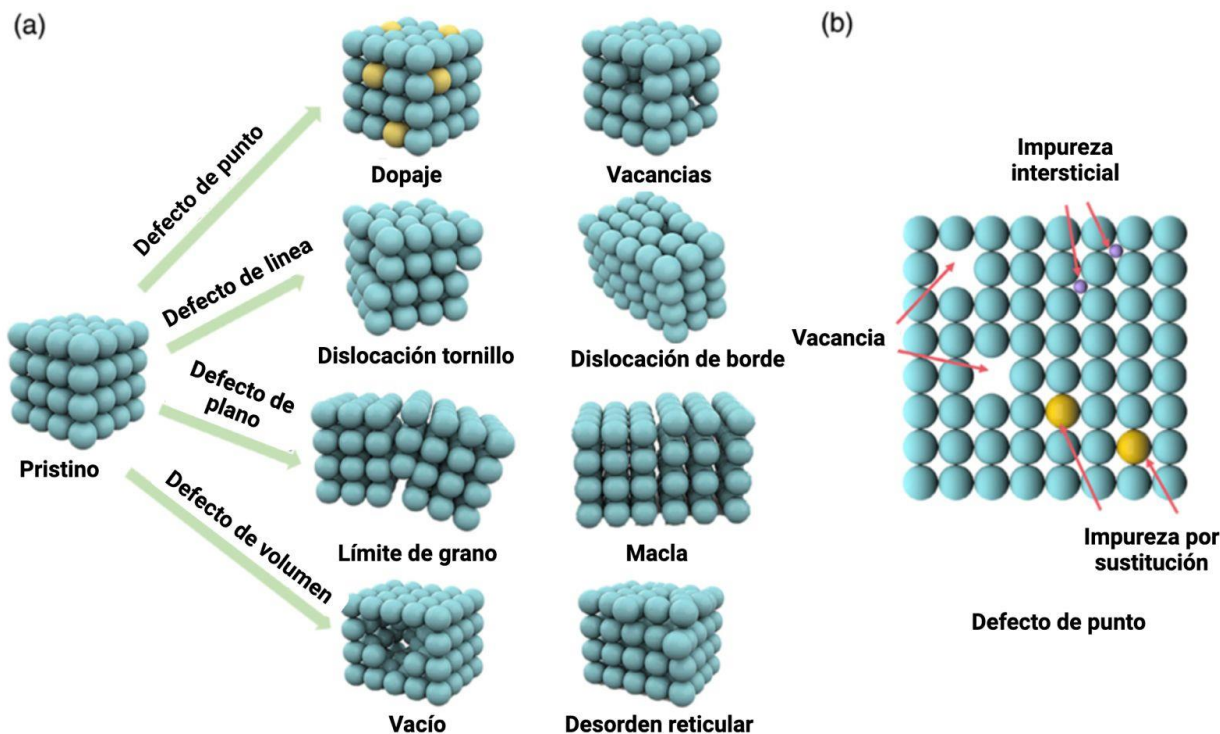 (a)
Defecto de punto
Dopaje
Vacancias
Defecto de linea
Dislocación tornillo
Dislocación de borde
Pristino
Defecto de
plano
Límite de grano
Macla
Defecto de volumen
Vacío
Desorden reticular
(b)
Impureza
intersticial
Vacancia
Impureza por
sustitución
Defecto de punto